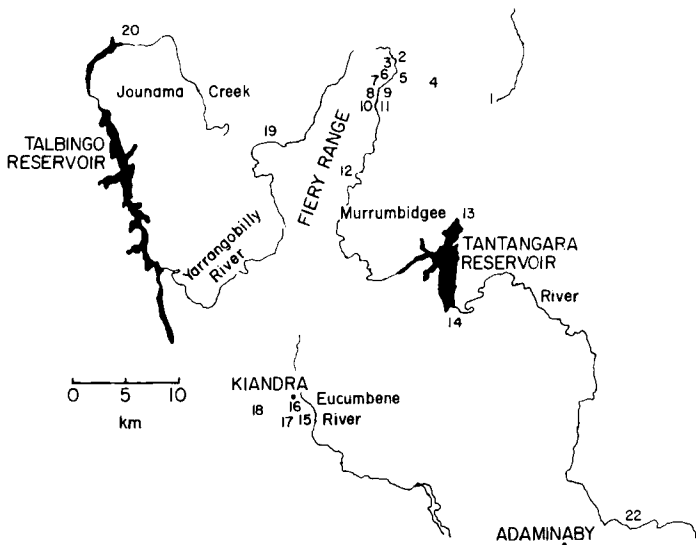 20
2
3
6
7
5
4
8
9
10
11
1
Jounama Creek
19
TALBINGO
RESERVOIR
FIERY RANGE
12
Murrumbidgee
13
TANTANGARA
RESERVOIR
Yarrangobilly
River
River
14
0 5 10
km
KIANDRA
16
Eucumbene
18
17
15
River
22
ADAMINABY